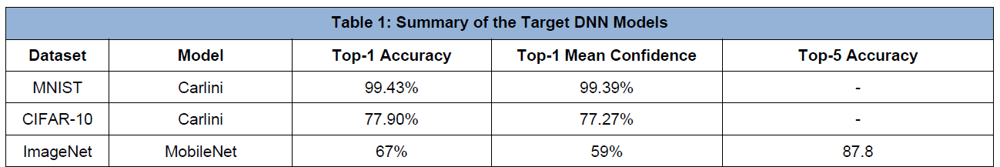 Table 1: Summary of the Target DNN Models
Dataset Model Top-1 Accuracy Top-1 Mean Confidence Top-5 Accuracy
MNIST Carlini 99.43% 99.39% -
CIFAR-10 Carlini 77.90% 77.27% -
ImageNet MobileNet 67% 59% 87.8